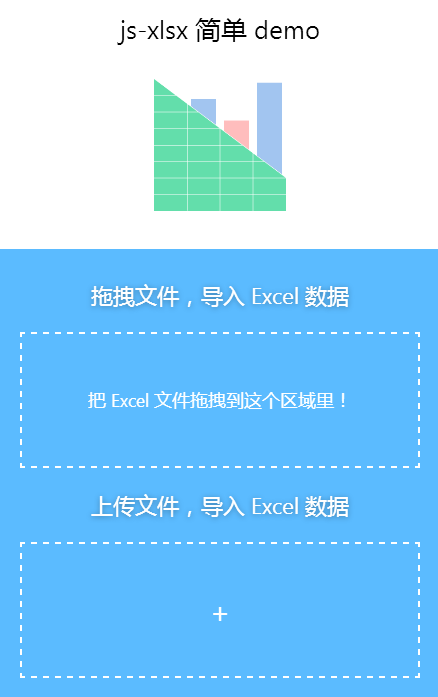 js-xlsx 简单 demo
拖拽文件，导入 Excel 数据
把 Excel 文件拖拽到这个区域里！
上传文件，导入 Excel 数据
+